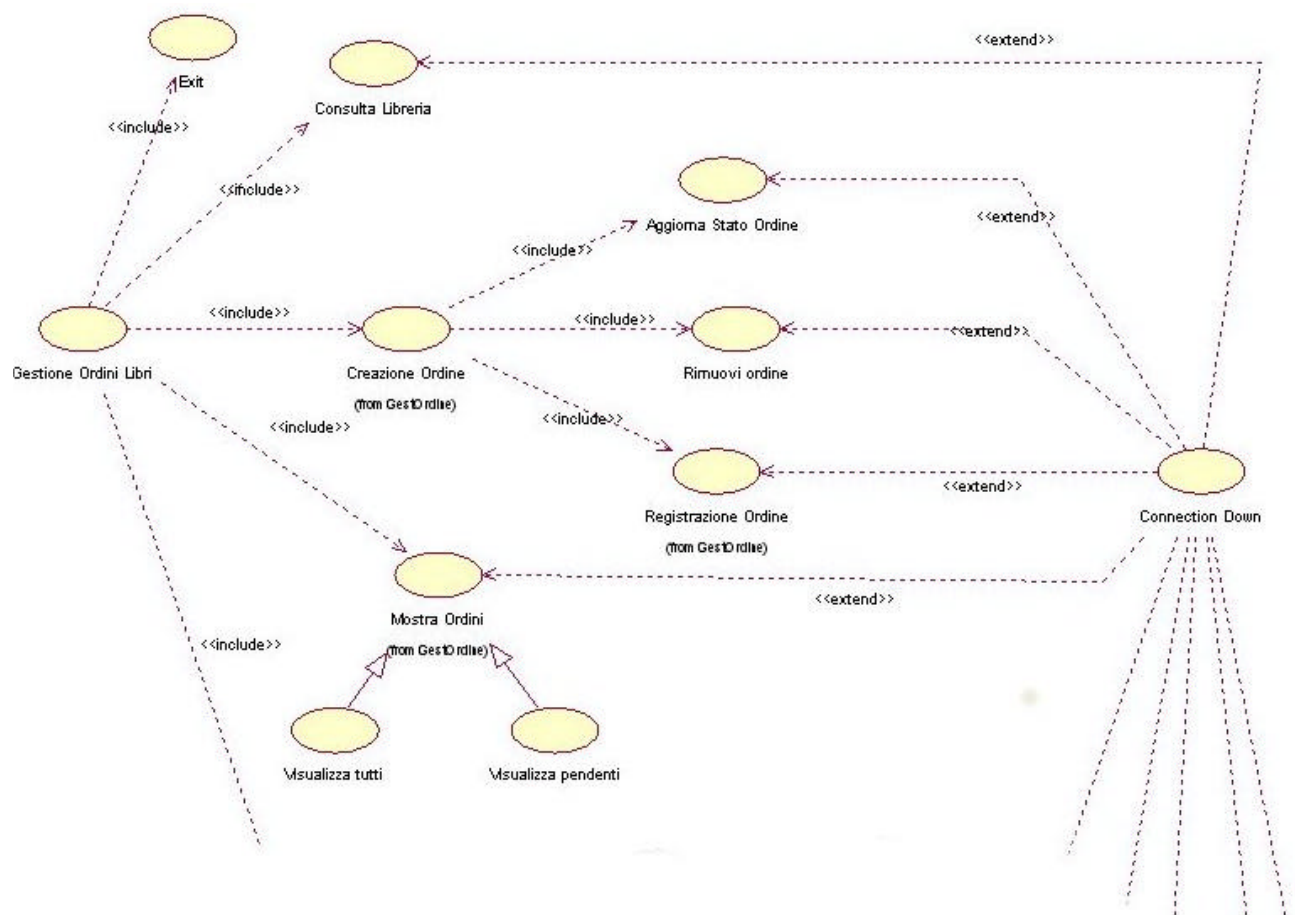 <<extend>>
Exit
Consulta Libreria
<<include>>
<<include>>
Aggiorna Stato Ordine
<<extend>>
<<include>>
<<include>>
<<include>>
<<extend>>
Gestione Ordini Libri
Creazione Ordine
Rimuovi ordine
(from GestOrdine)
<<include>>
<<include>>
<<extend>>
Registrazione Ordine
Connection Down
(from GestOrdine)
<<extend>>
Mostra Ordini
<<include>>
(from GestOrdine)
Visualizza tutti
Visualizza pendenti